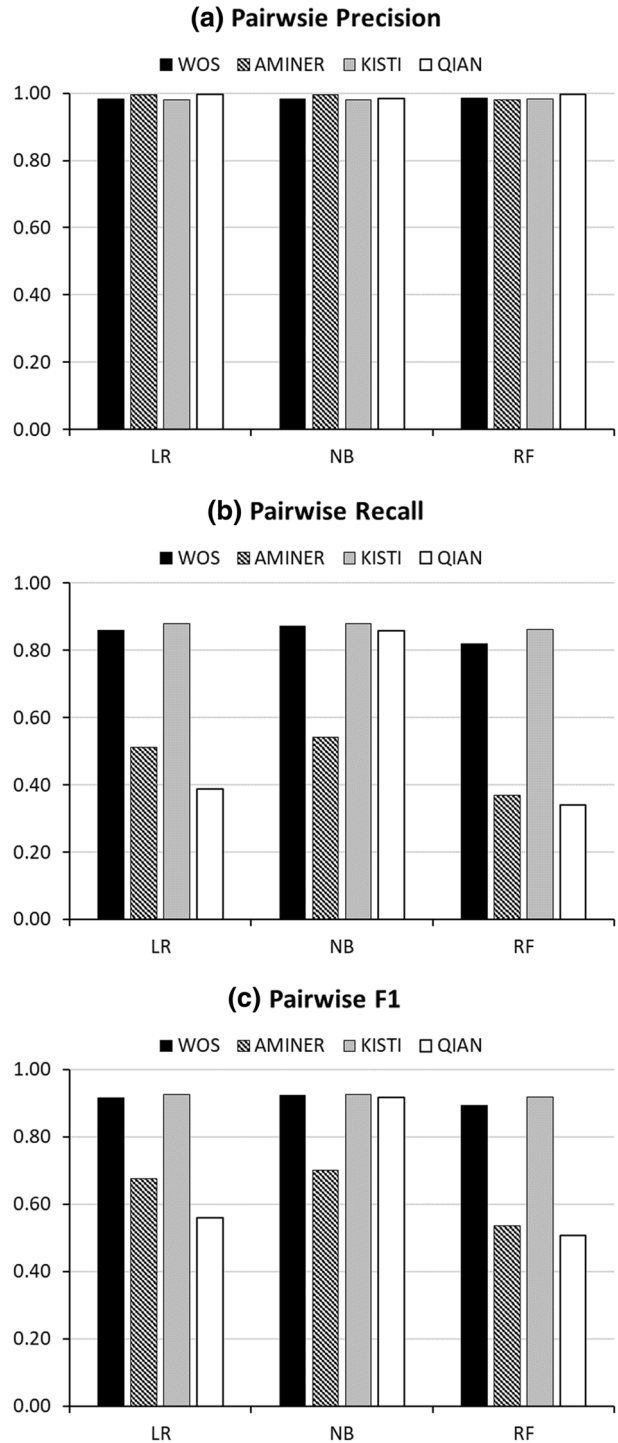 (a) Pairwsie Precision
WOS AMINER KISTI QIAN
1.00
0.80
0.60
0.40
0.20
0.00
LR NB RF
(b) Pairwise Recall
WOS AMINER KISTI QIAN
1.00
0.80
0.60
0.40
0.20
0.00
LR NB RF
(c) Pairwise F1
WOS AMINER KISTI QIAN
1.00
0.80
0.60
0.40
0.20
0.00
LR NB RF